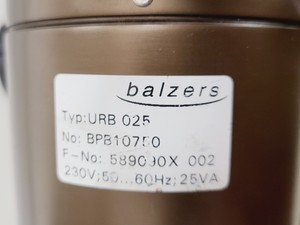 balzers
Typ:URB 025
No: BPB10750
F-No: 589090X 002
230V;50...60Hz;25VA